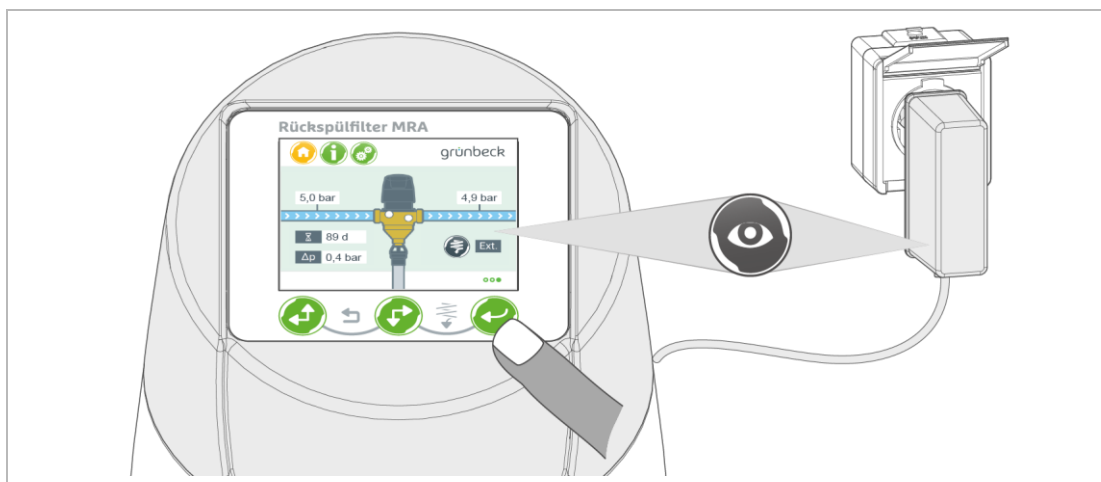 Rückspülfilter MRA
grünbeck
5,0 bar
4,9 bar
89 d
Ext.
Δp 0,4 bar